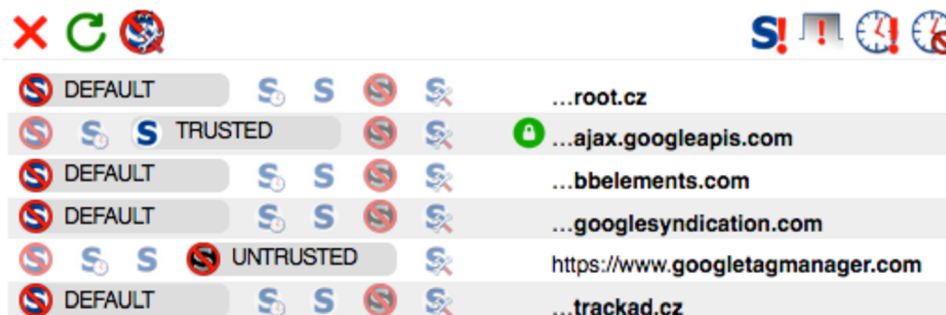 DEFAULT …root.cz
TRUSTED …ajax.googleapis.com
DEFAULT …bbelements.com
DEFAULT …googlesyndication.com
UNTRUSTED https://www.googletagmanager.com
DEFAULT …trackad.cz